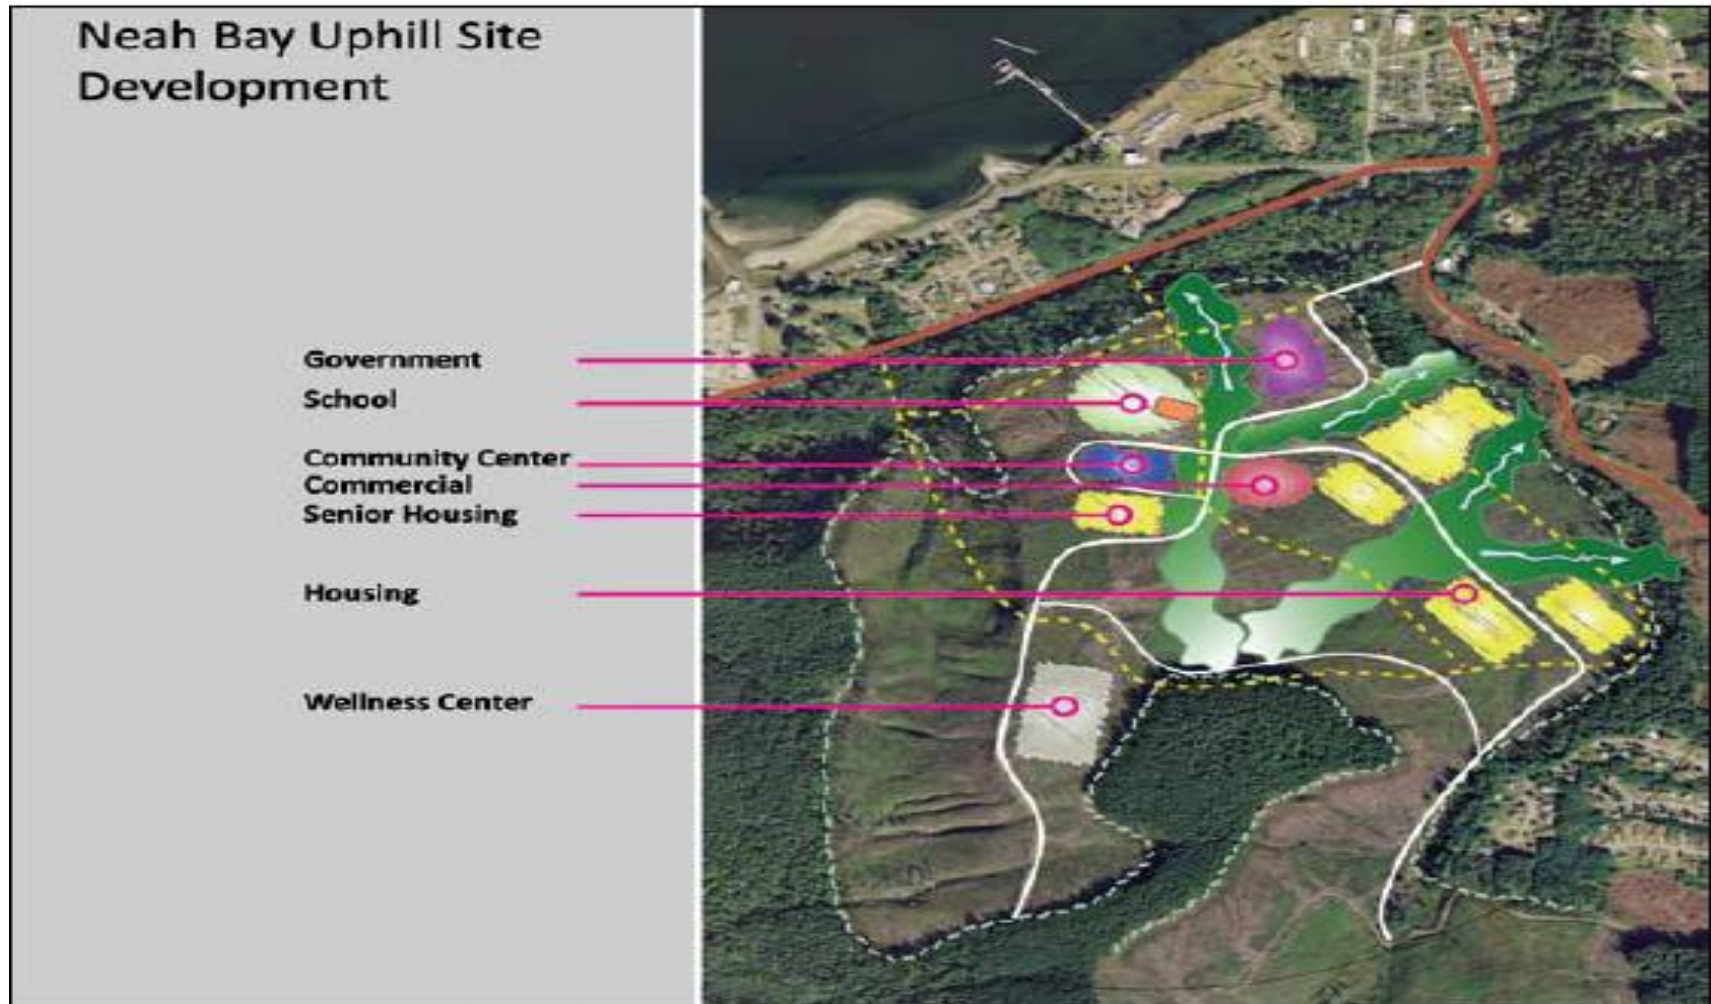 Neah Bay Uphill Site
Development
Government
School
Community Center
Commercial
Senior Housing
Housing
Wellness Center